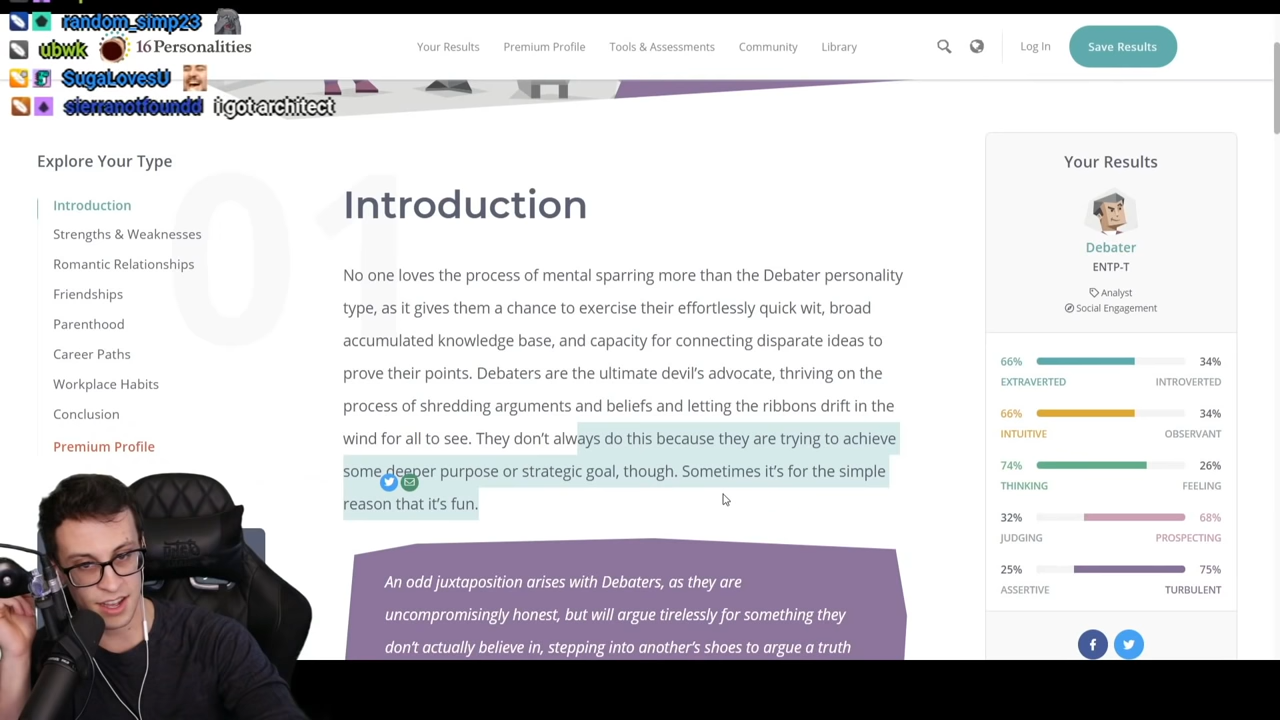 random_simp23
ubwk
SugaLovesU
sierranotfoundd i got architect
16Personalities
Your Results
Premium Profile
Tools & Assessments
Community
Library
Log In
Save Results
Explore Your Type
Introduction
Strengths & Weaknesses
Romantic Relationships
Friendships
Parenthood
Career Paths
Workplace Habits
Conclusion
Premium Profile
01
Introduction
No one loves the process of mental sparring more than the Debater personality
type, as it gives them a chance to exercise their effortlessly quick wit, broad
accumulated knowledge base, and capacity for connecting disparate ideas to
prove their points. Debaters are the ultimate devil’s advocate, thriving on the
process of shredding arguments and beliefs and letting the ribbons drift in the
wind for all to see. They don’t always do this because they are trying to achieve
some deeper purpose or strategic goal, though. Sometimes it’s for the simple
reason that it’s fun.
An odd juxtaposition arises with Debaters, as they are
uncompromisingly honest, but will argue tirelessly for something they
don’t actually believe in, stepping into another’s shoes to argue a truth
Your Results
Debater
ENTP-T
Analyst
Social Engagement
66% 34%
EXTRAVERTED INTROVERTED
66% 34%
INTUITIVE OBSERVANT
74% 26%
THINKING FEELING
32% 68%
JUDGING PROSPECTING
25% 75%
ASSERTIVE TURBULENT